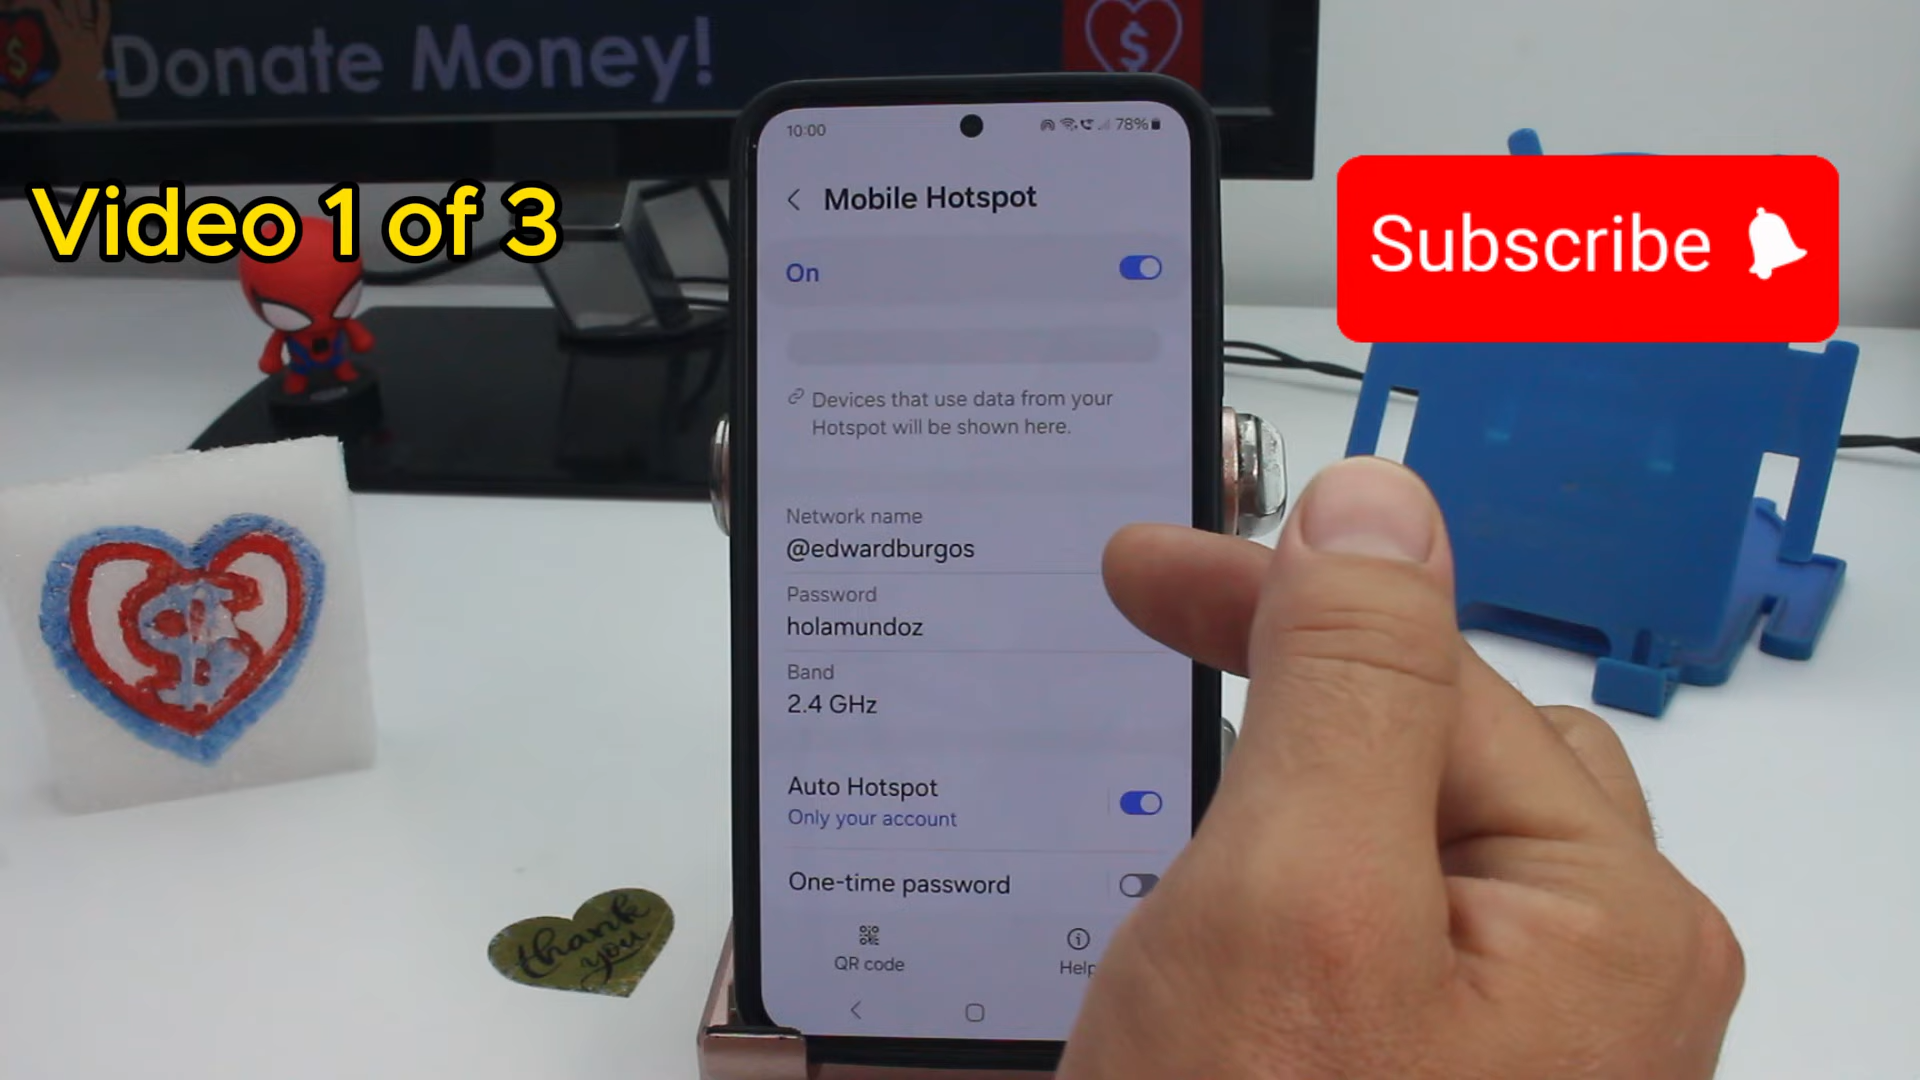 Donate Money!
$
$
Video 1 of 3
Subscribe
10:00
78%
Mobile Hotspot
On
Devices that use data from your
Hotspot will be shown here.
Network name
@edwardburgos
Password
holamundoz
Band
2.4 GHz
Auto Hotspot
Only your account
One-time password
QR code
Help
$
thank
you